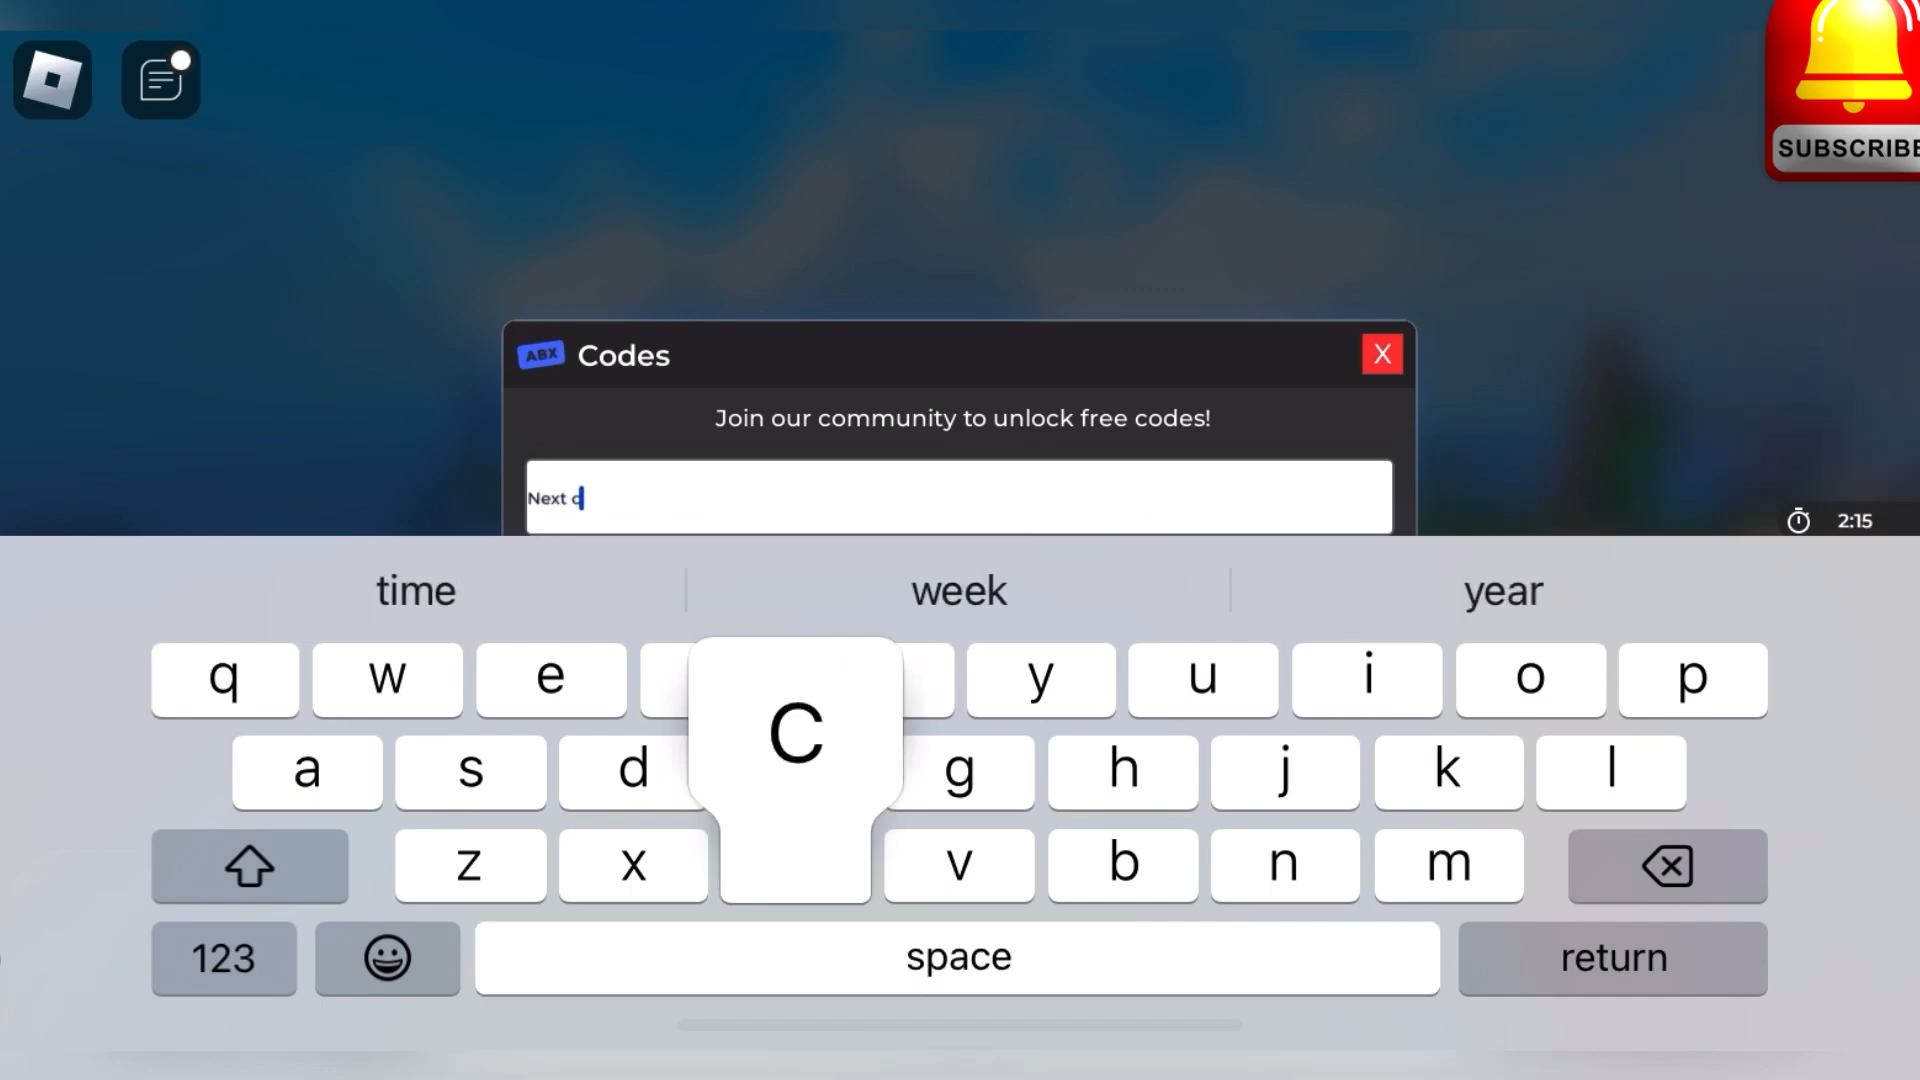 SUBSCRIBE
ABX Codes X
Join our community to unlock free codes!
Next c
2:15
time week year
q w e y u i o p
a s d g h j k l
C
z x v b n m
123 space return